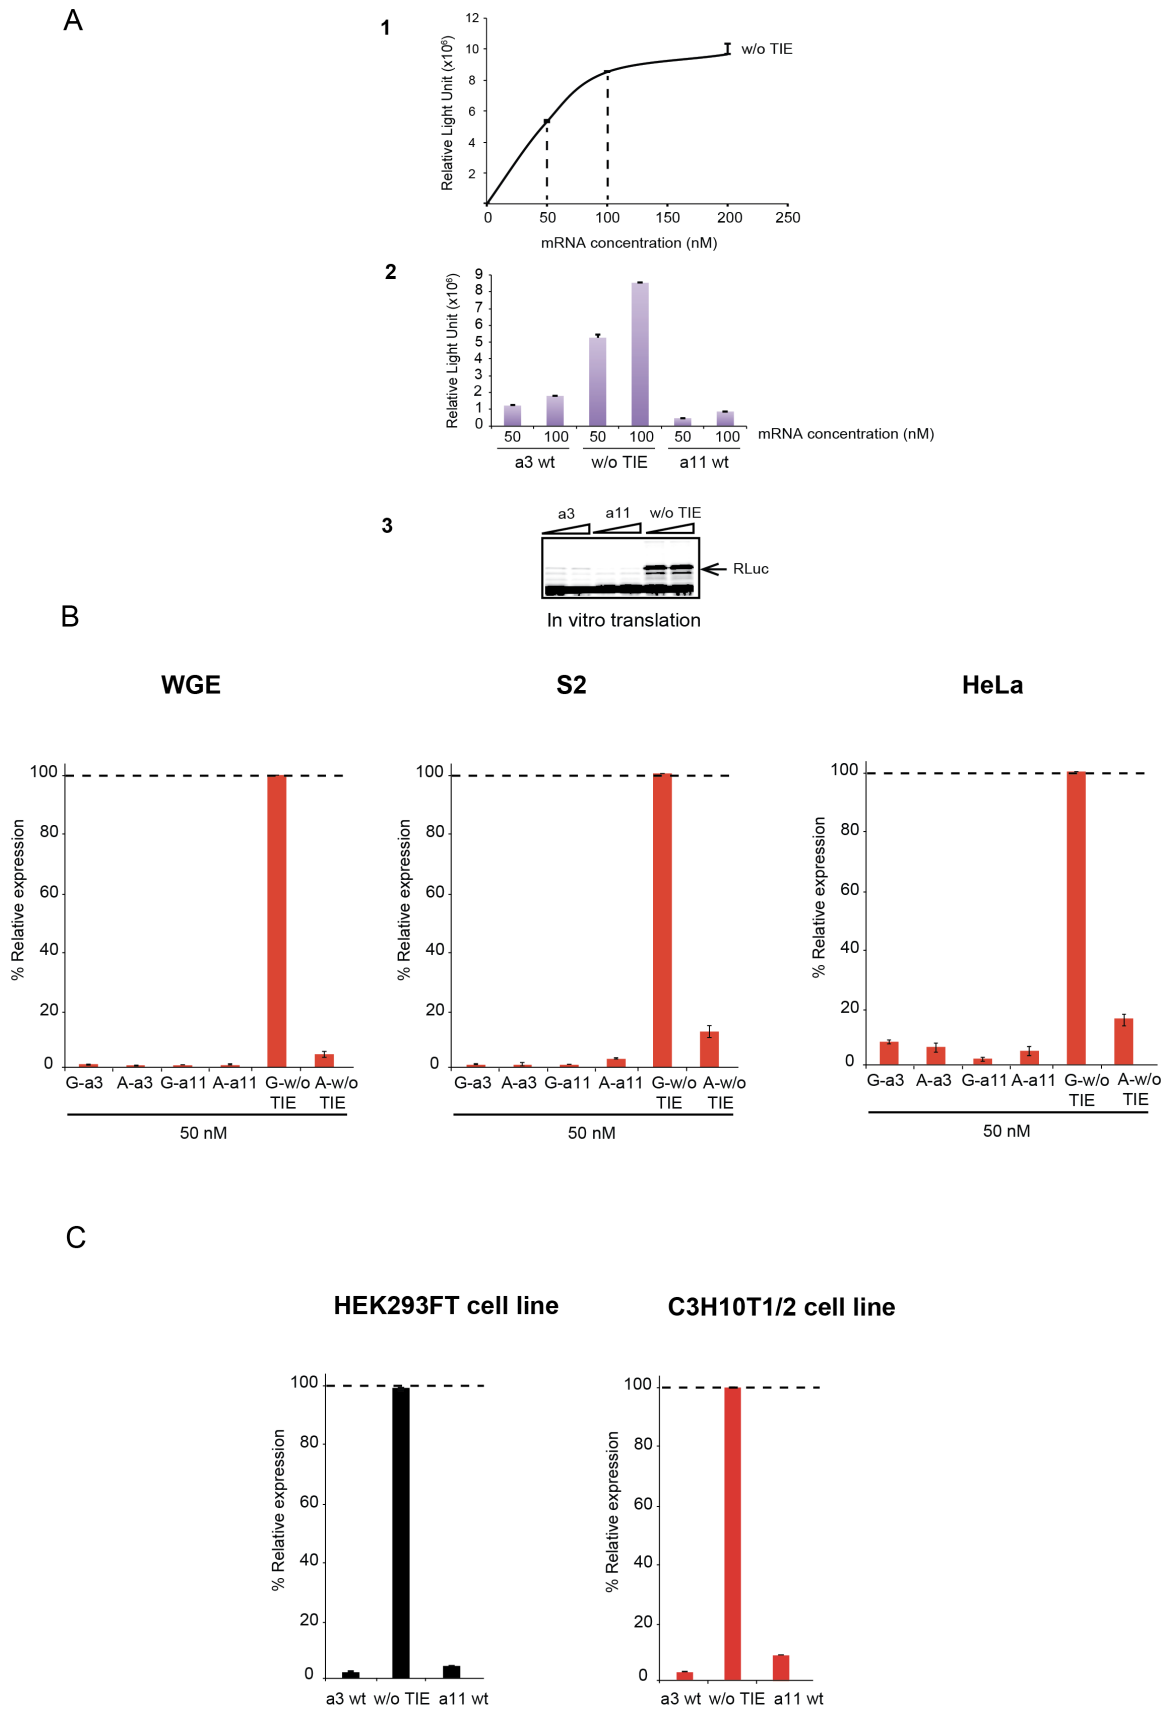 A
1
Relative Light Unit (x10⁶)
12
10
8
6
4
2
w/o TIE
0 50 100 150 200 250
mRNA concentration (nM)
2
Relative Light Unit (x10⁶)
9
8
7
6
5
4
3
2
1
0
50 100 50 100 50 100 mRNA concentration (nM)
a3 wt w/o TIE a11 wt
3
a3 a11 w/o TIE
RLuc
In vitro translation
B
WGE
% Relative expression
100
80
60
40
20
0
G-a3 A-a3 G-a11 A-a11 G-w/o A-w/o
TIE TIE
50 nM
S2
% Relative expression
100
80
60
40
20
0
G-a3 A-a3 G-a11 A-a11 G-w/o A-w/o
TIE TIE
50 nM
HeLa
% Relative expression
100
80
60
40
20
0
G-a3 A-a3 G-a11 A-a11 G-w/o A-w/o
TIE TIE
50 nM
C
HEK293FT cell line
% Relative expression
100
80
60
40
20
0
a3 wt w/o TIE a11 wt
C3H10T1/2 cell line
% Relative expression
100
80
60
40
20
0
a3 wt w/o TIE a11 wt